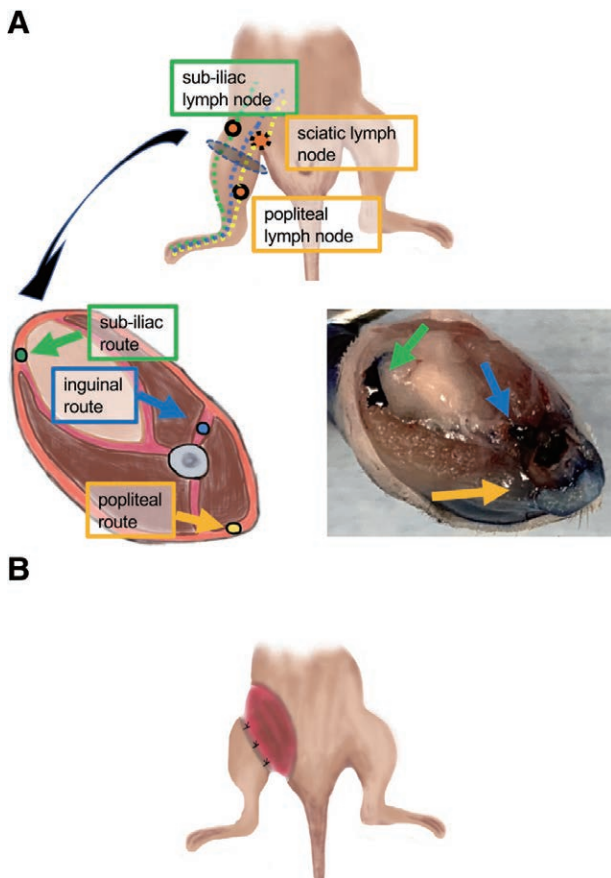 A
sub-iliac
lymph node
sciatic lymph
node
popliteal
lymph node
sub-iliac
route
inguinal
route
popliteal
route
B